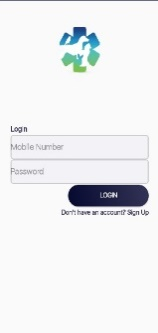 Login
Mobile Number
Password
LOGIN
Don't have an account? Sign Up